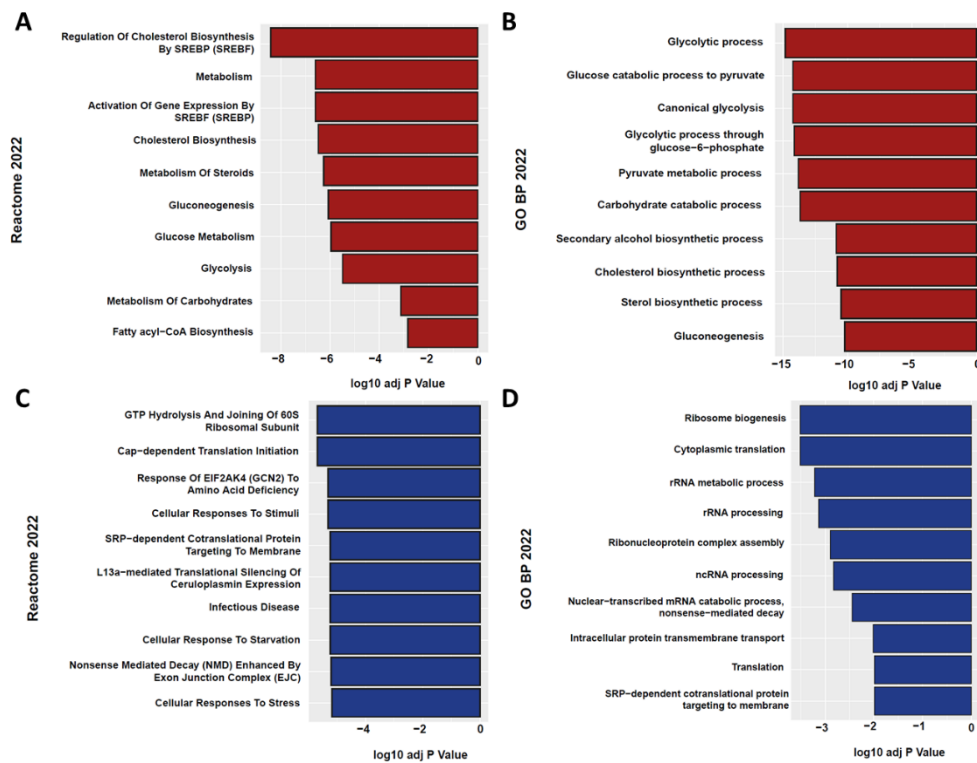 A
Reactome 2022
Regulation Of Cholesterol Biosynthesis
By SREBP (SREBF)
Metabolism
Activation Of Gene Expression By
SREBF (SREBP)
Cholesterol Biosynthesis
Metabolism Of Steroids
Gluconeogenesis
Glucose Metabolism
Glycolysis
Metabolism Of Carbohydrates
Fatty acyl−CoA Biosynthesis
−8 −6 −4 −2 0
log10 adj P Value
B
GO BP 2022
Glycolytic process
Glucose catabolic process to pyruvate
Canonical glycolysis
Glycolytic process through
glucose−6−phosphate
Pyruvate metabolic process
Carbohydrate catabolic process
Secondary alcohol biosynthetic process
Cholesterol biosynthetic process
Sterol biosynthetic process
Gluconeogenesis
−15 −10 −5 0
log10 adj P Value
C
Reactome 2022
GTP Hydrolysis And Joining Of 60S
Ribosomal Subunit
Cap−dependent Translation Initiation
Response Of EIF2AK4 (GCN2) To
Amino Acid Deficiency
Cellular Responses To Stimuli
SRP−dependent Cotranslational Protein
Targeting To Membrane
L13a−mediated Translational Silencing Of
Ceruloplasmin Expression
Infectious Disease
Cellular Response To Starvation
Nonsense Mediated Decay (NMD) Enhanced By
Exon Junction Complex (EJC)
Cellular Responses To Stress
−4 −2 0
log10 adj P Value
D
GO BP 2022
Ribosome biogenesis
Cytoplasmic translation
rRNA metabolic process
rRNA processing
Ribonucleoprotein complex assembly
ncRNA processing
Nuclear−transcribed mRNA catabolic process,
nonsense−mediated decay
Intracellular protein transmembrane transport
Translation
SRP−dependent cotranslational protein
targeting to membrane
−3 −2 −1 0
log10 adj P Value